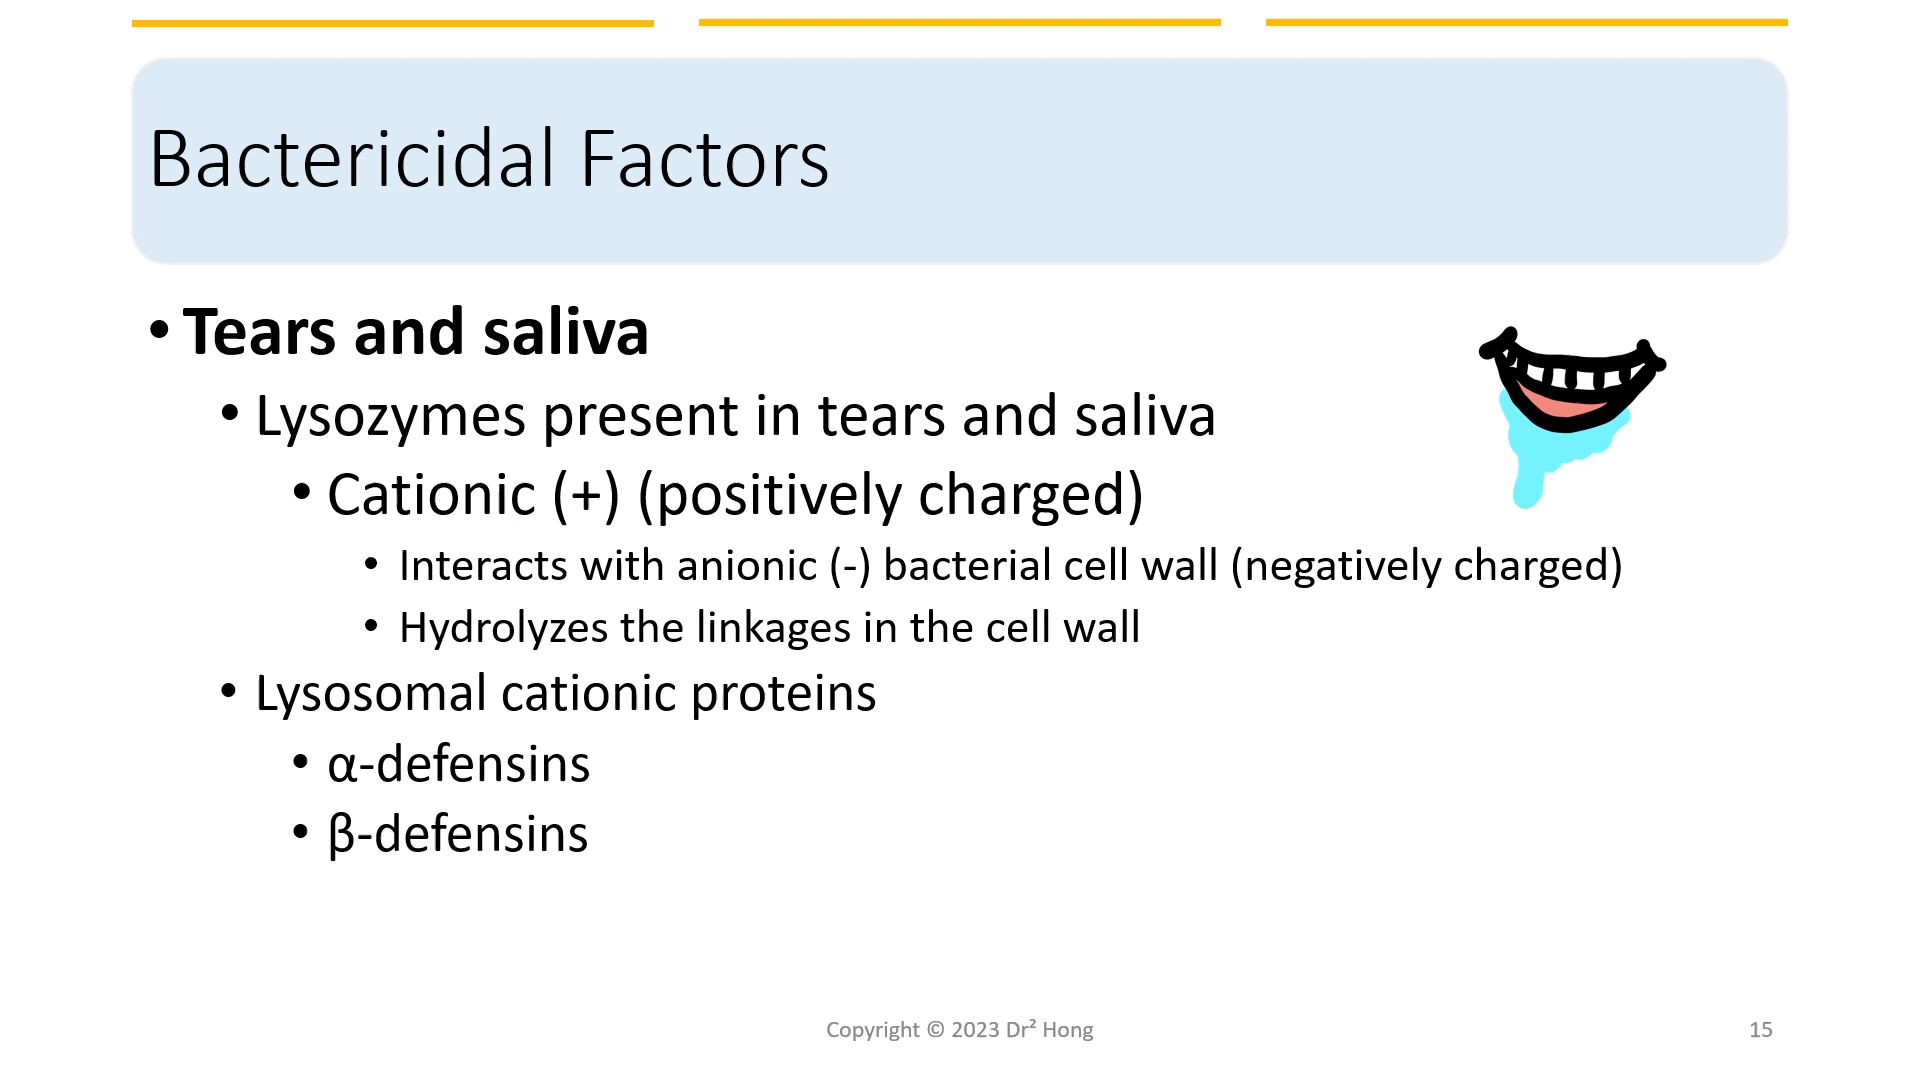 Bactericidal Factors
• Tears and saliva
• Lysozymes present in tears and saliva
• Cationic (+) (positively charged)
• Interacts with anionic (-) bacterial cell wall (negatively charged)
• Hydrolyzes the linkages in the cell wall
• Lysosomal cationic proteins
• α-defensins
• β-defensins
Copyright © 2023 Dr² Hong
15